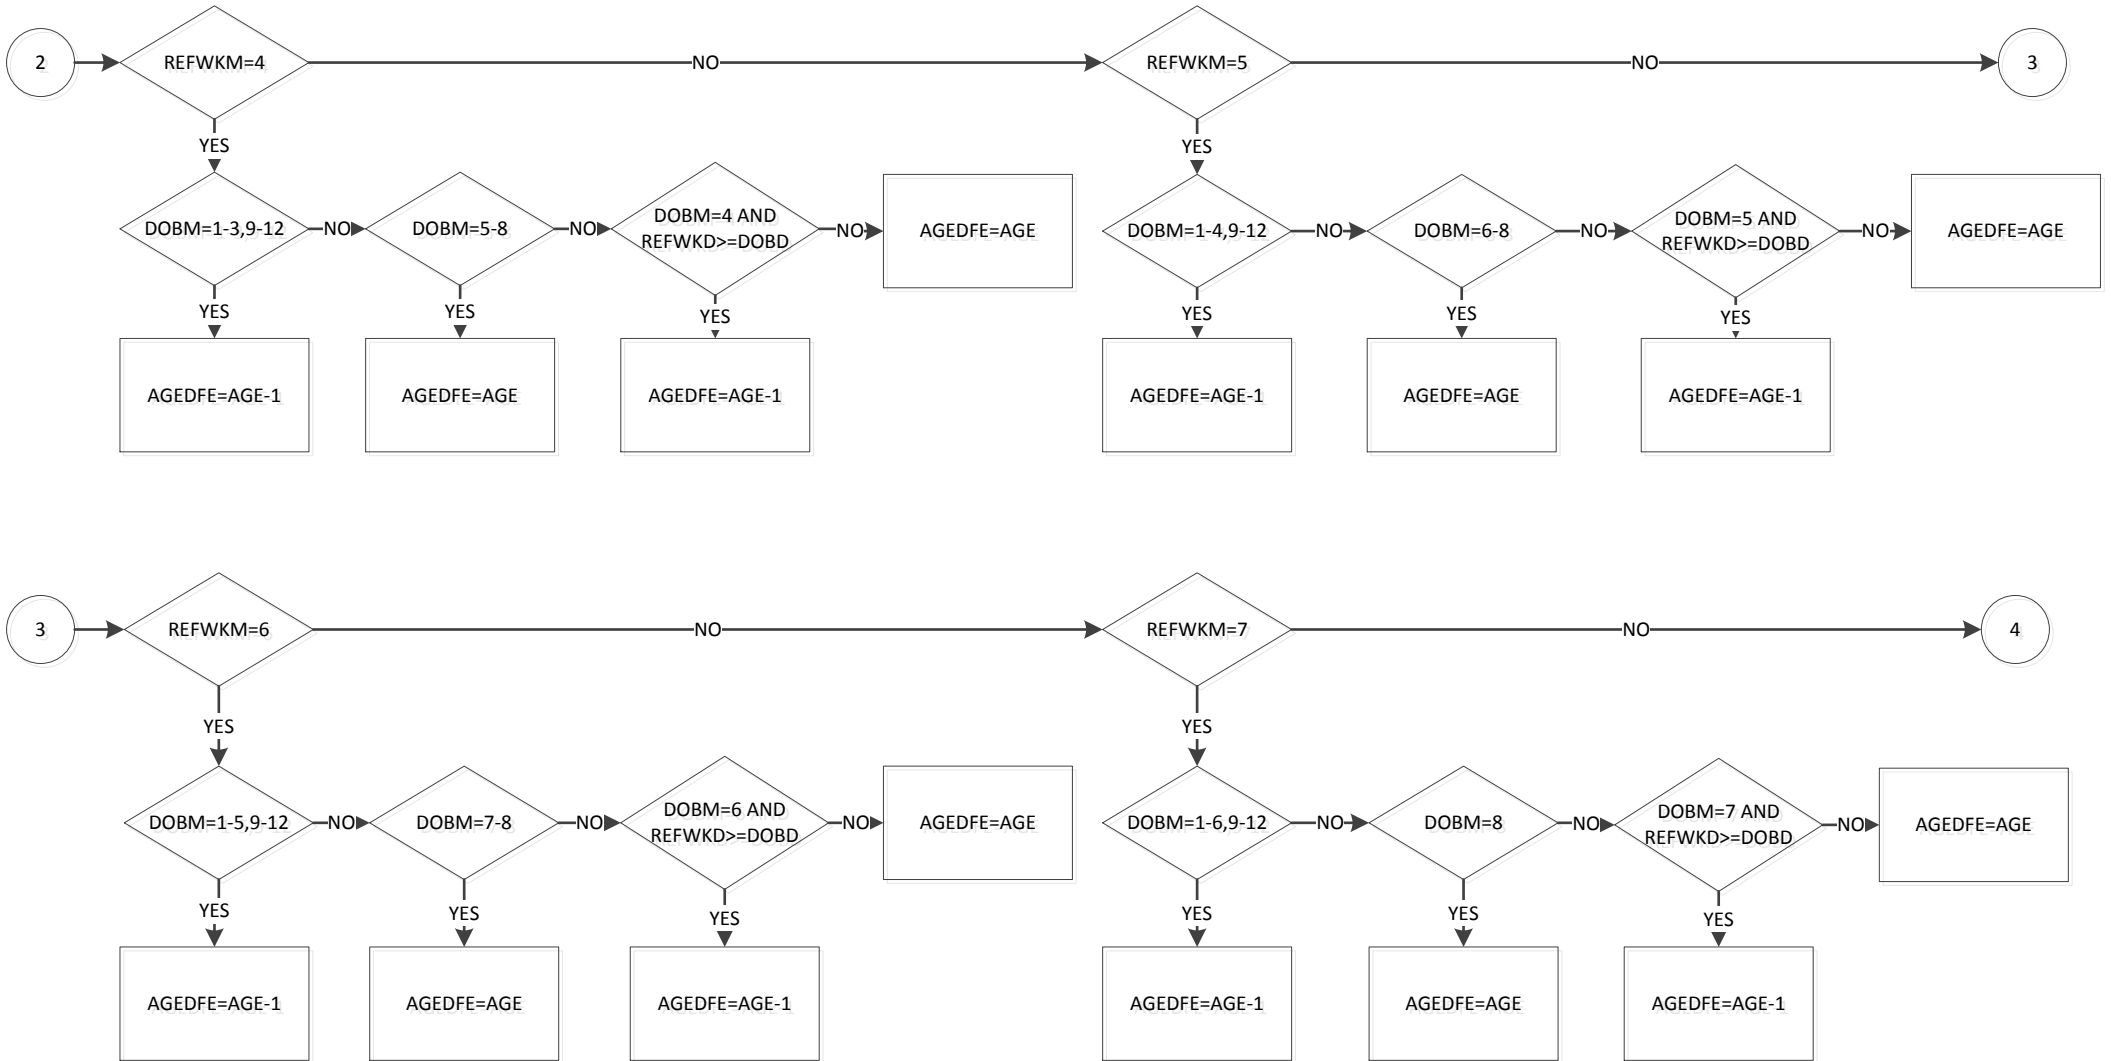 2
REFWKM=4
NO
REFWKM=5
NO
3
YES
YES
DOBM=1-3,9-12
NO
DOBM=5-8
NO
DOBM=4 AND
REFWKD>=DOBD
NO
AGEDFE=AGE
DOBM=1-4,9-12
NO
DOBM=6-8
NO
DOBM=5 AND
REFWKD>=DOBD
NO
AGEDFE=AGE
YES
YES
YES
YES
YES
YES
AGEDFE=AGE-1
AGEDFE=AGE
AGEDFE=AGE-1
AGEDFE=AGE-1
AGEDFE=AGE
AGEDFE=AGE-1
3
REFWKM=6
NO
REFWKM=7
NO
4
YES
YES
DOBM=1-5,9-12
NO
DOBM=7-8
NO
DOBM=6 AND
REFWKD>=DOBD
NO
AGEDFE=AGE
DOBM=1-6,9-12
NO
DOBM=8
NO
DOBM=7 AND
REFWKD>=DOBD
NO
AGEDFE=AGE
YES
YES
YES
YES
YES
YES
AGEDFE=AGE-1
AGEDFE=AGE
AGEDFE=AGE-1
AGEDFE=AGE-1
AGEDFE=AGE
AGEDFE=AGE-1